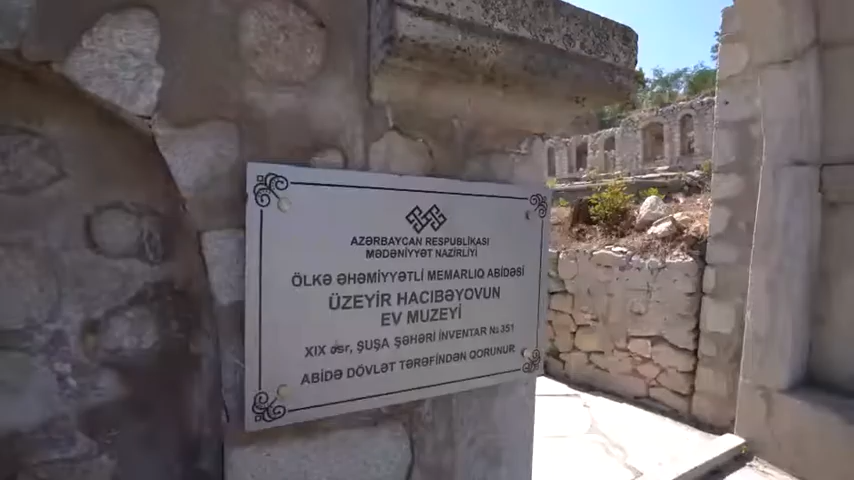 AZƏRBAYCAN RESPUBLİKASI
MƏDƏNİYYƏT NAZİRLİYİ
ÖLKƏ ƏHƏMİYYƏTLİ MEMARLIQ ABİDƏSİ
ÜZEYİR HACIBƏYOVUN
EV MUZEYİ
XIX əsr, ŞUŞA ŞƏHƏRİ İNVENTAR №351
ABİDƏ DÖVLƏT TƏRƏFİNDƏN QORUNUR